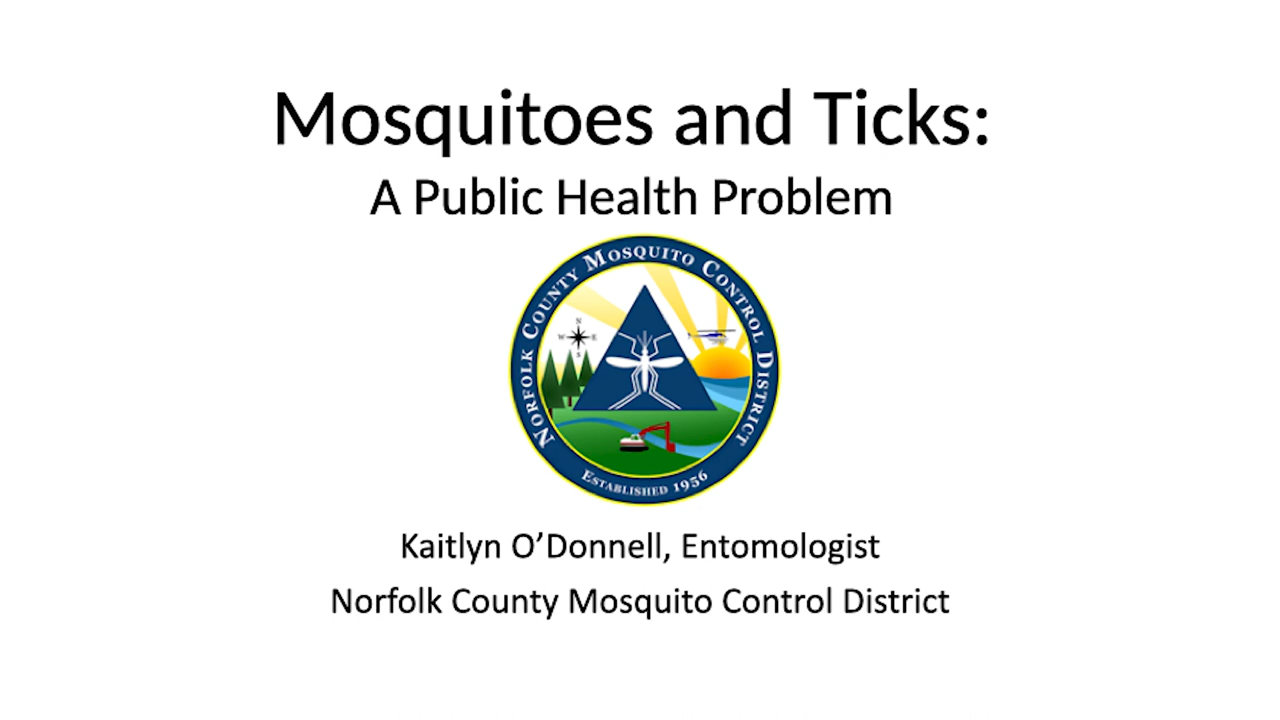 Mosquitoes and Ticks:
A Public Health Problem
NORFOLK COUNTY MOSQUITO CONTROL DISTRICT
N
W E
S
ESTABLISHED 1956
Kaitlyn O’Donnell, Entomologist
Norfolk County Mosquito Control District